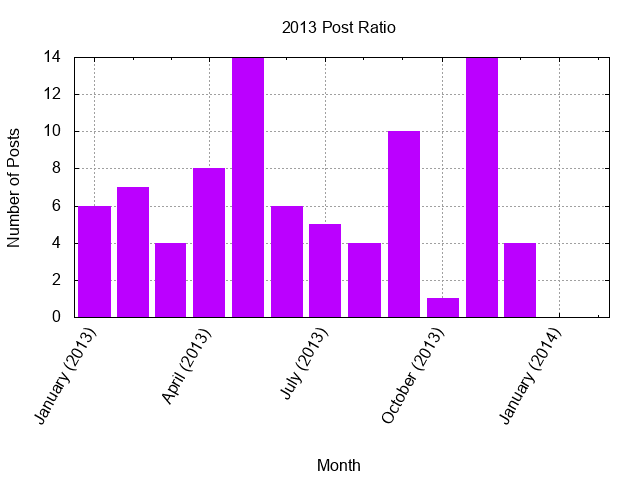 2013 Post Ratio
Number of Posts
14
12
10
8
6
4
2
0
January (2013)
April (2013)
July (2013)
October (2013)
January (2014)
Month